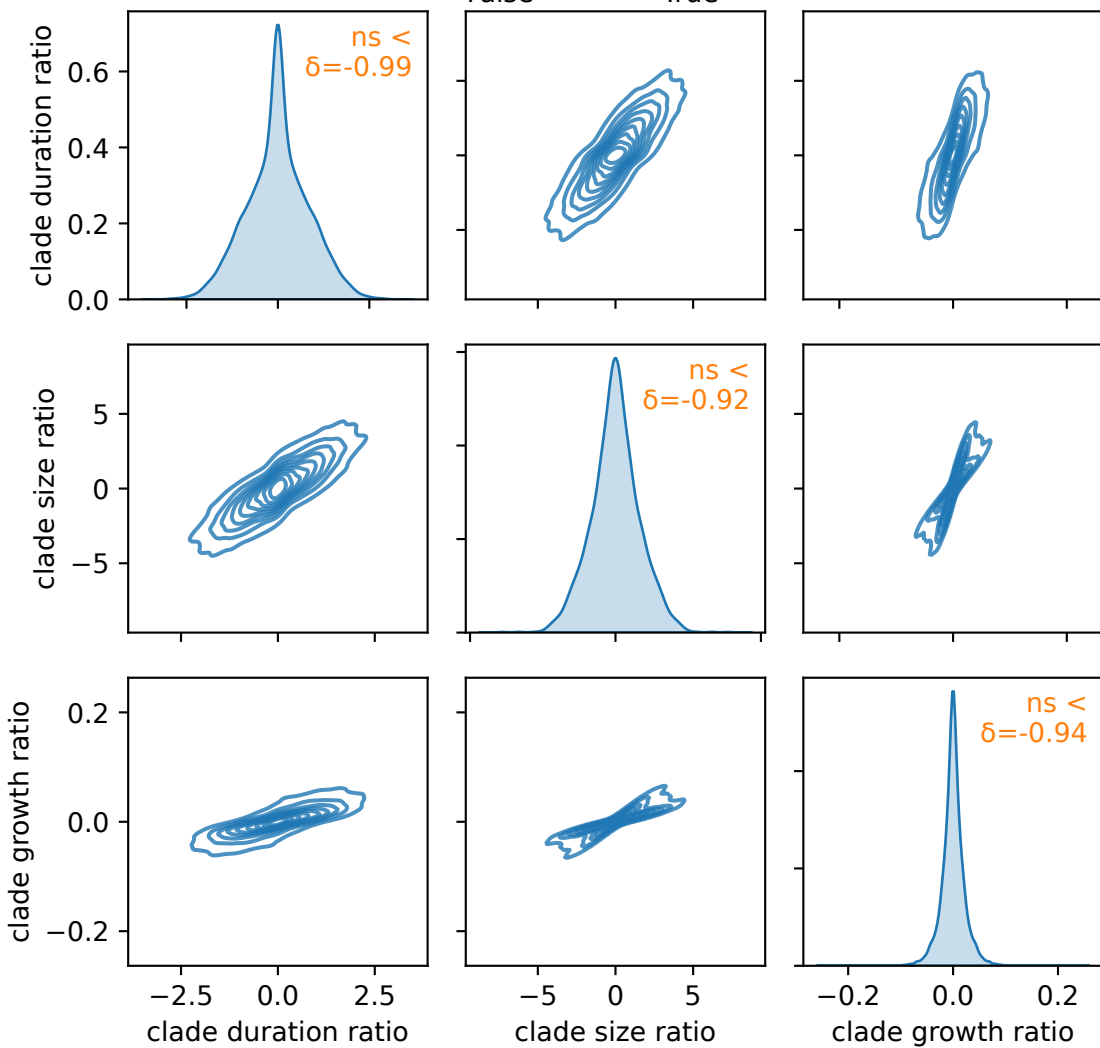 clade duration ratio
0.6
0.4
0.2
0.0
ns <
δ=-0.99
clade size ratio
5
0
−5
ns <
δ=-0.92
clade growth ratio
0.2
0.0
−0.2
ns <
δ=-0.94
−2.5 0.0 2.5
−5 0 5
−0.2 0.0 0.2
clade duration ratio
clade size ratio
clade growth ratio